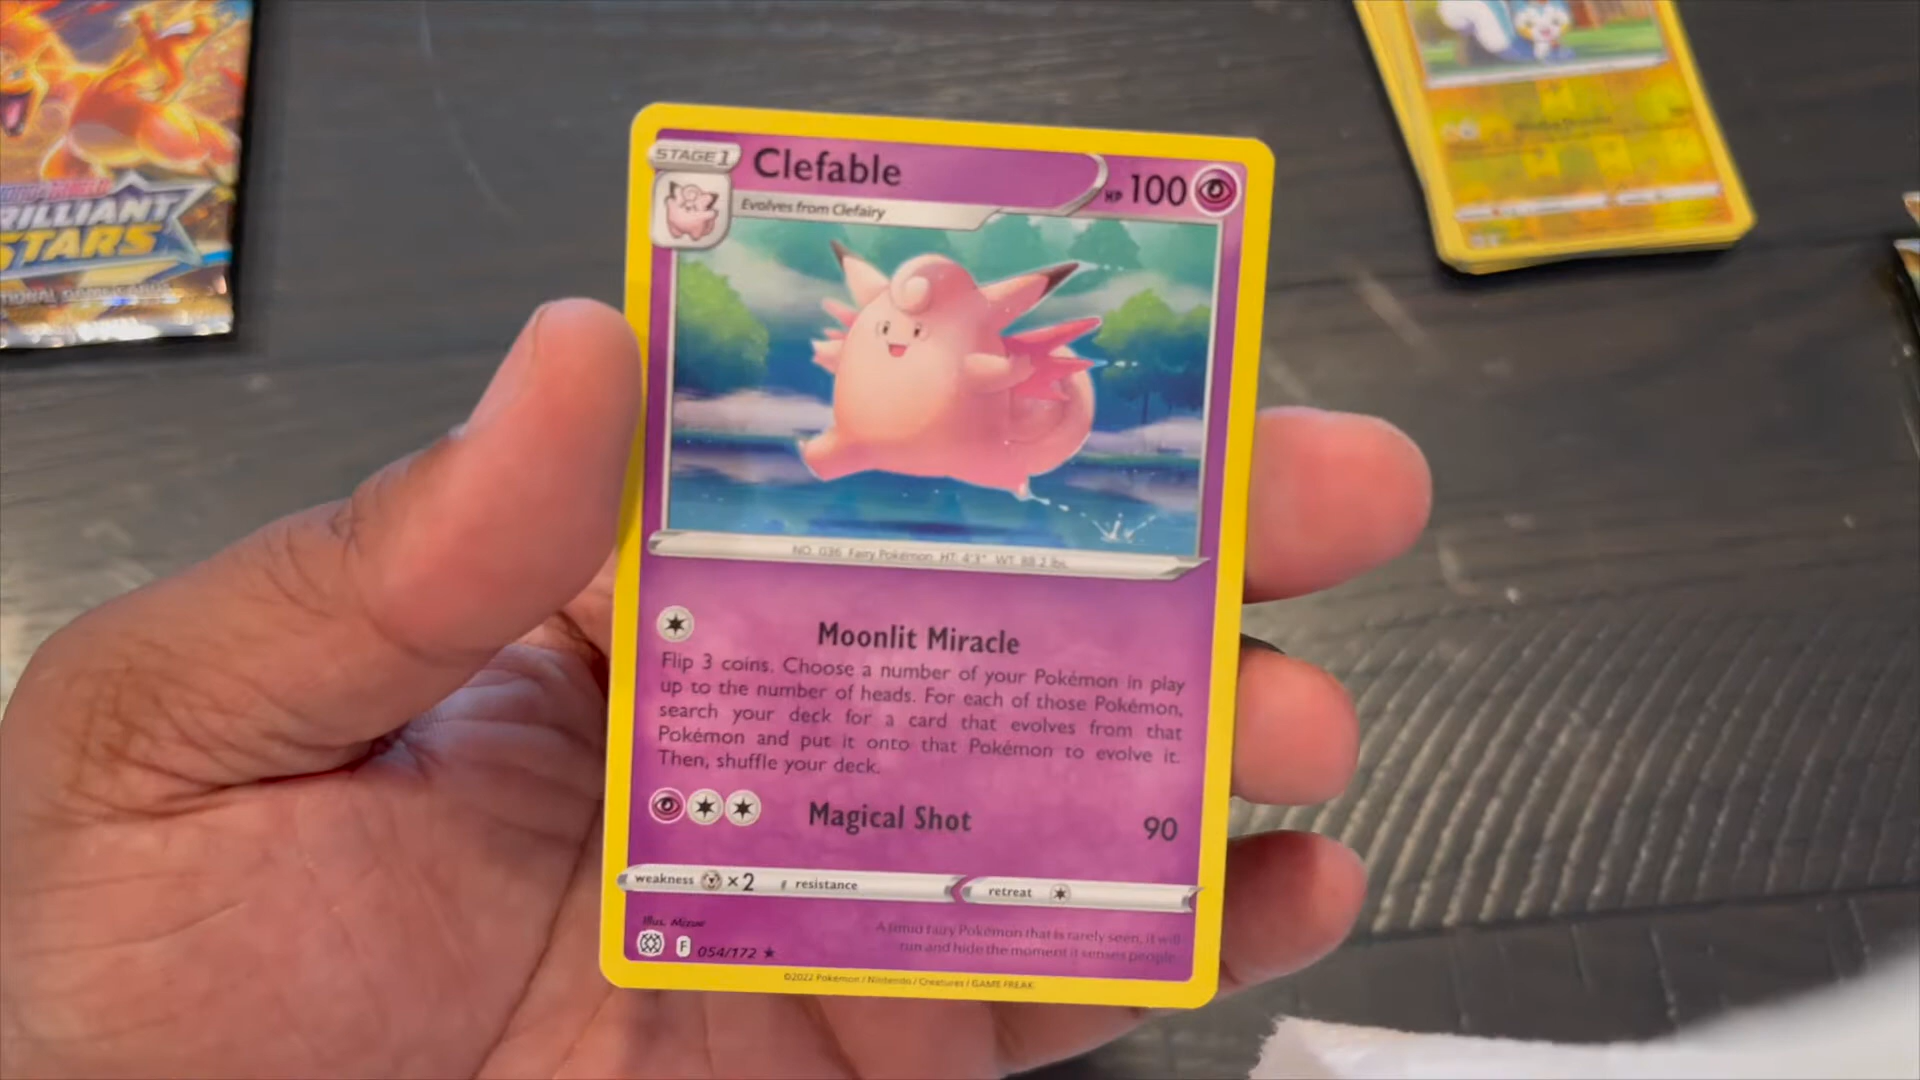 RILLIANT
STARS
STAGE 1
Clefable
HP 100
Evolves from Clefairy
NO. 036 Fairy Pokémon HT: 4'3" WT: 88.2 lbs.
Moonlit Miracle
Flip 3 coins. Choose a number of your Pokémon in play
up to the number of heads. For each of those Pokémon,
search your deck for a card that evolves from that
Pokémon and put it onto that Pokémon to evolve it.
Then, shuffle your deck.
Magical Shot 90
weakness ×2 resistance retreat
Illus. Mizue
F 054/172
A timid fairy Pokémon that is rarely seen, it will
run and hide the moment it senses people.
©2022 Pokémon / Nintendo / Creatures / GAME FREAK